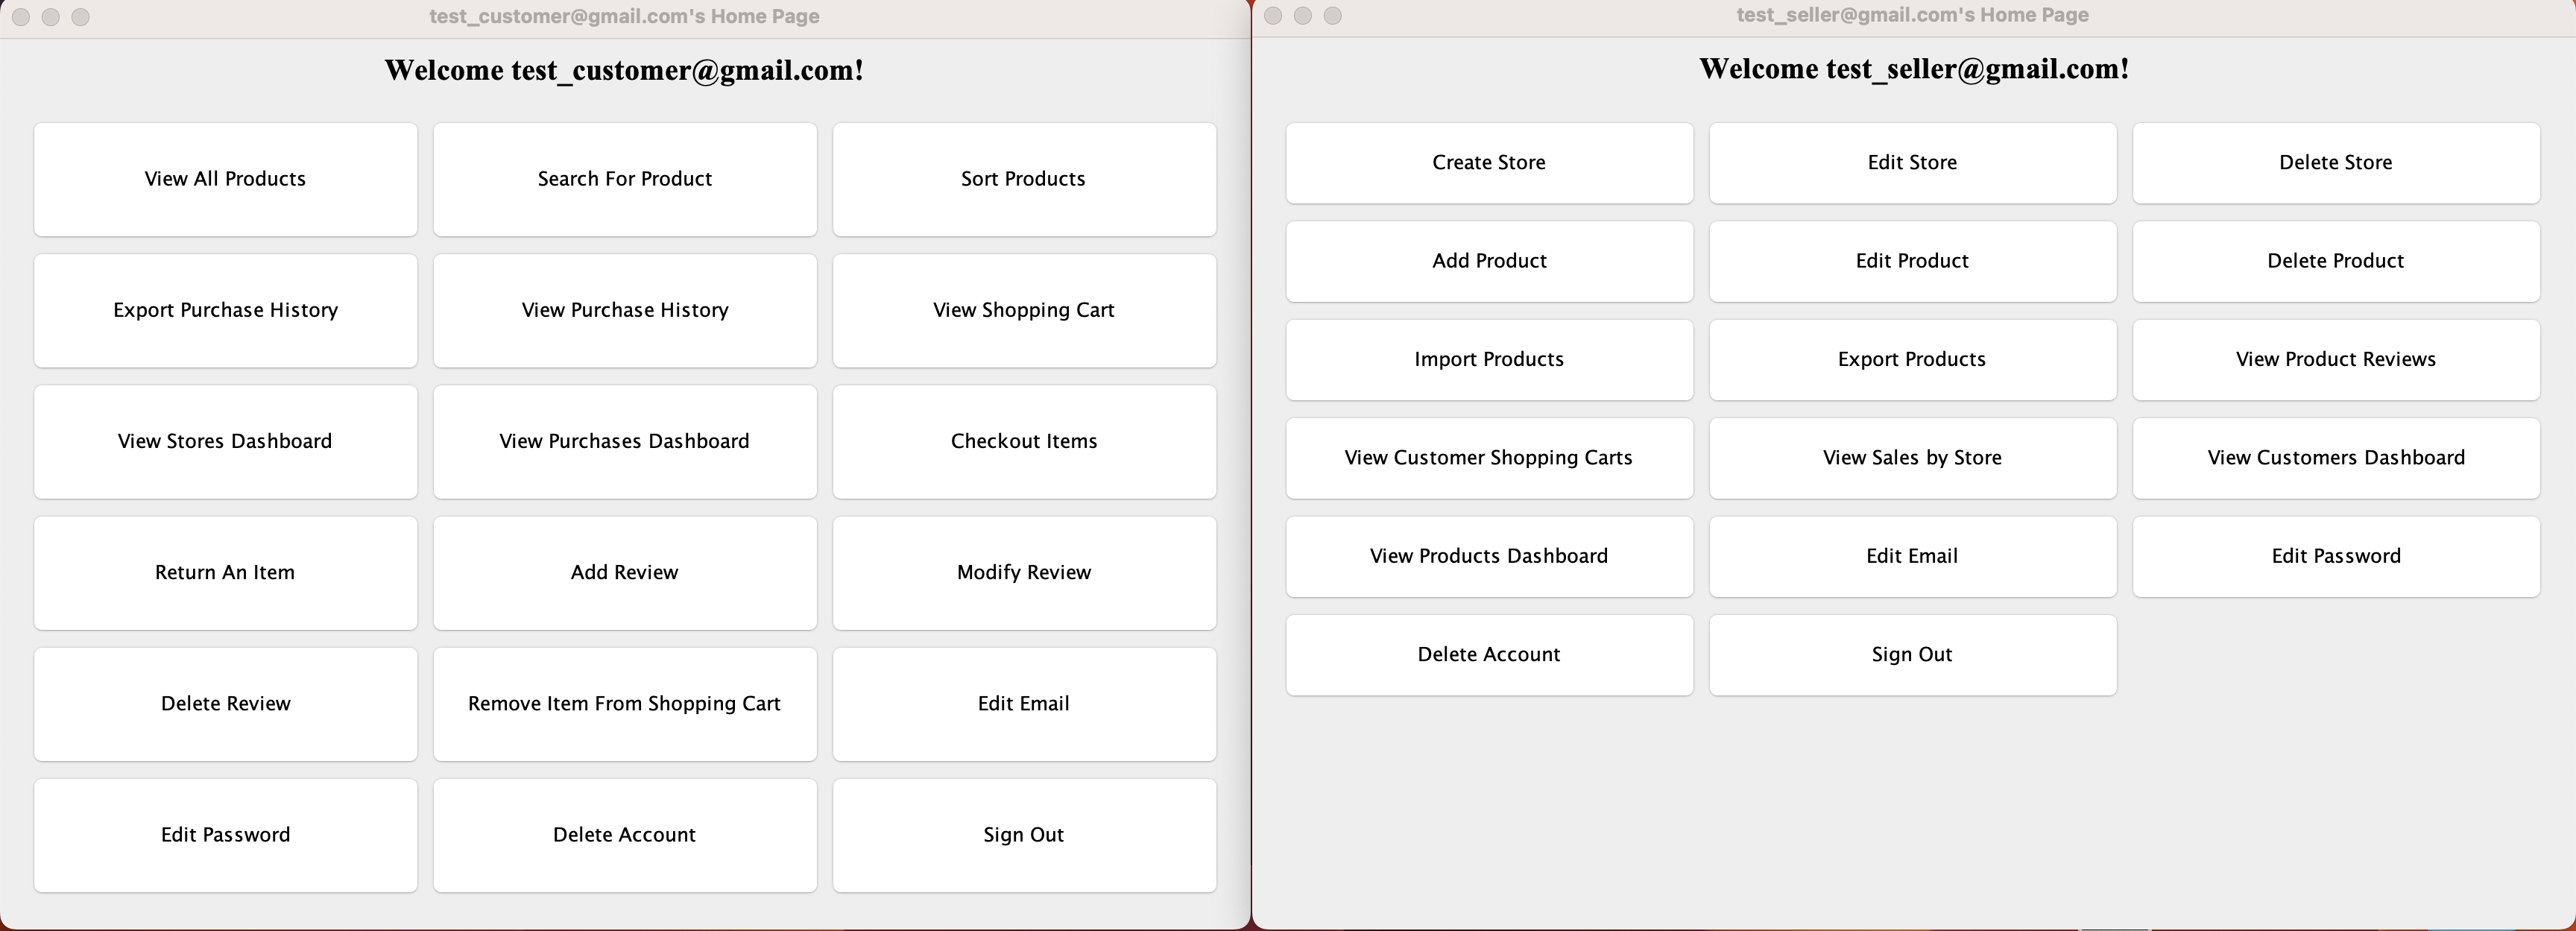 test_customer@gmail.com's Home Page
Welcome test_customer@gmail.com!
View All Products
Search For Product
Sort Products
Export Purchase History
View Purchase History
View Shopping Cart
View Stores Dashboard
View Purchases Dashboard
Checkout Items
Return An Item
Add Review
Modify Review
Delete Review
Remove Item From Shopping Cart
Edit Email
Edit Password
Delete Account
Sign Out
test_seller@gmail.com's Home Page
Welcome test_seller@gmail.com!
Create Store
Edit Store
Delete Store
Add Product
Edit Product
Delete Product
Import Products
Export Products
View Product Reviews
View Customer Shopping Carts
View Sales by Store
View Customers Dashboard
View Products Dashboard
Edit Email
Edit Password
Delete Account
Sign Out